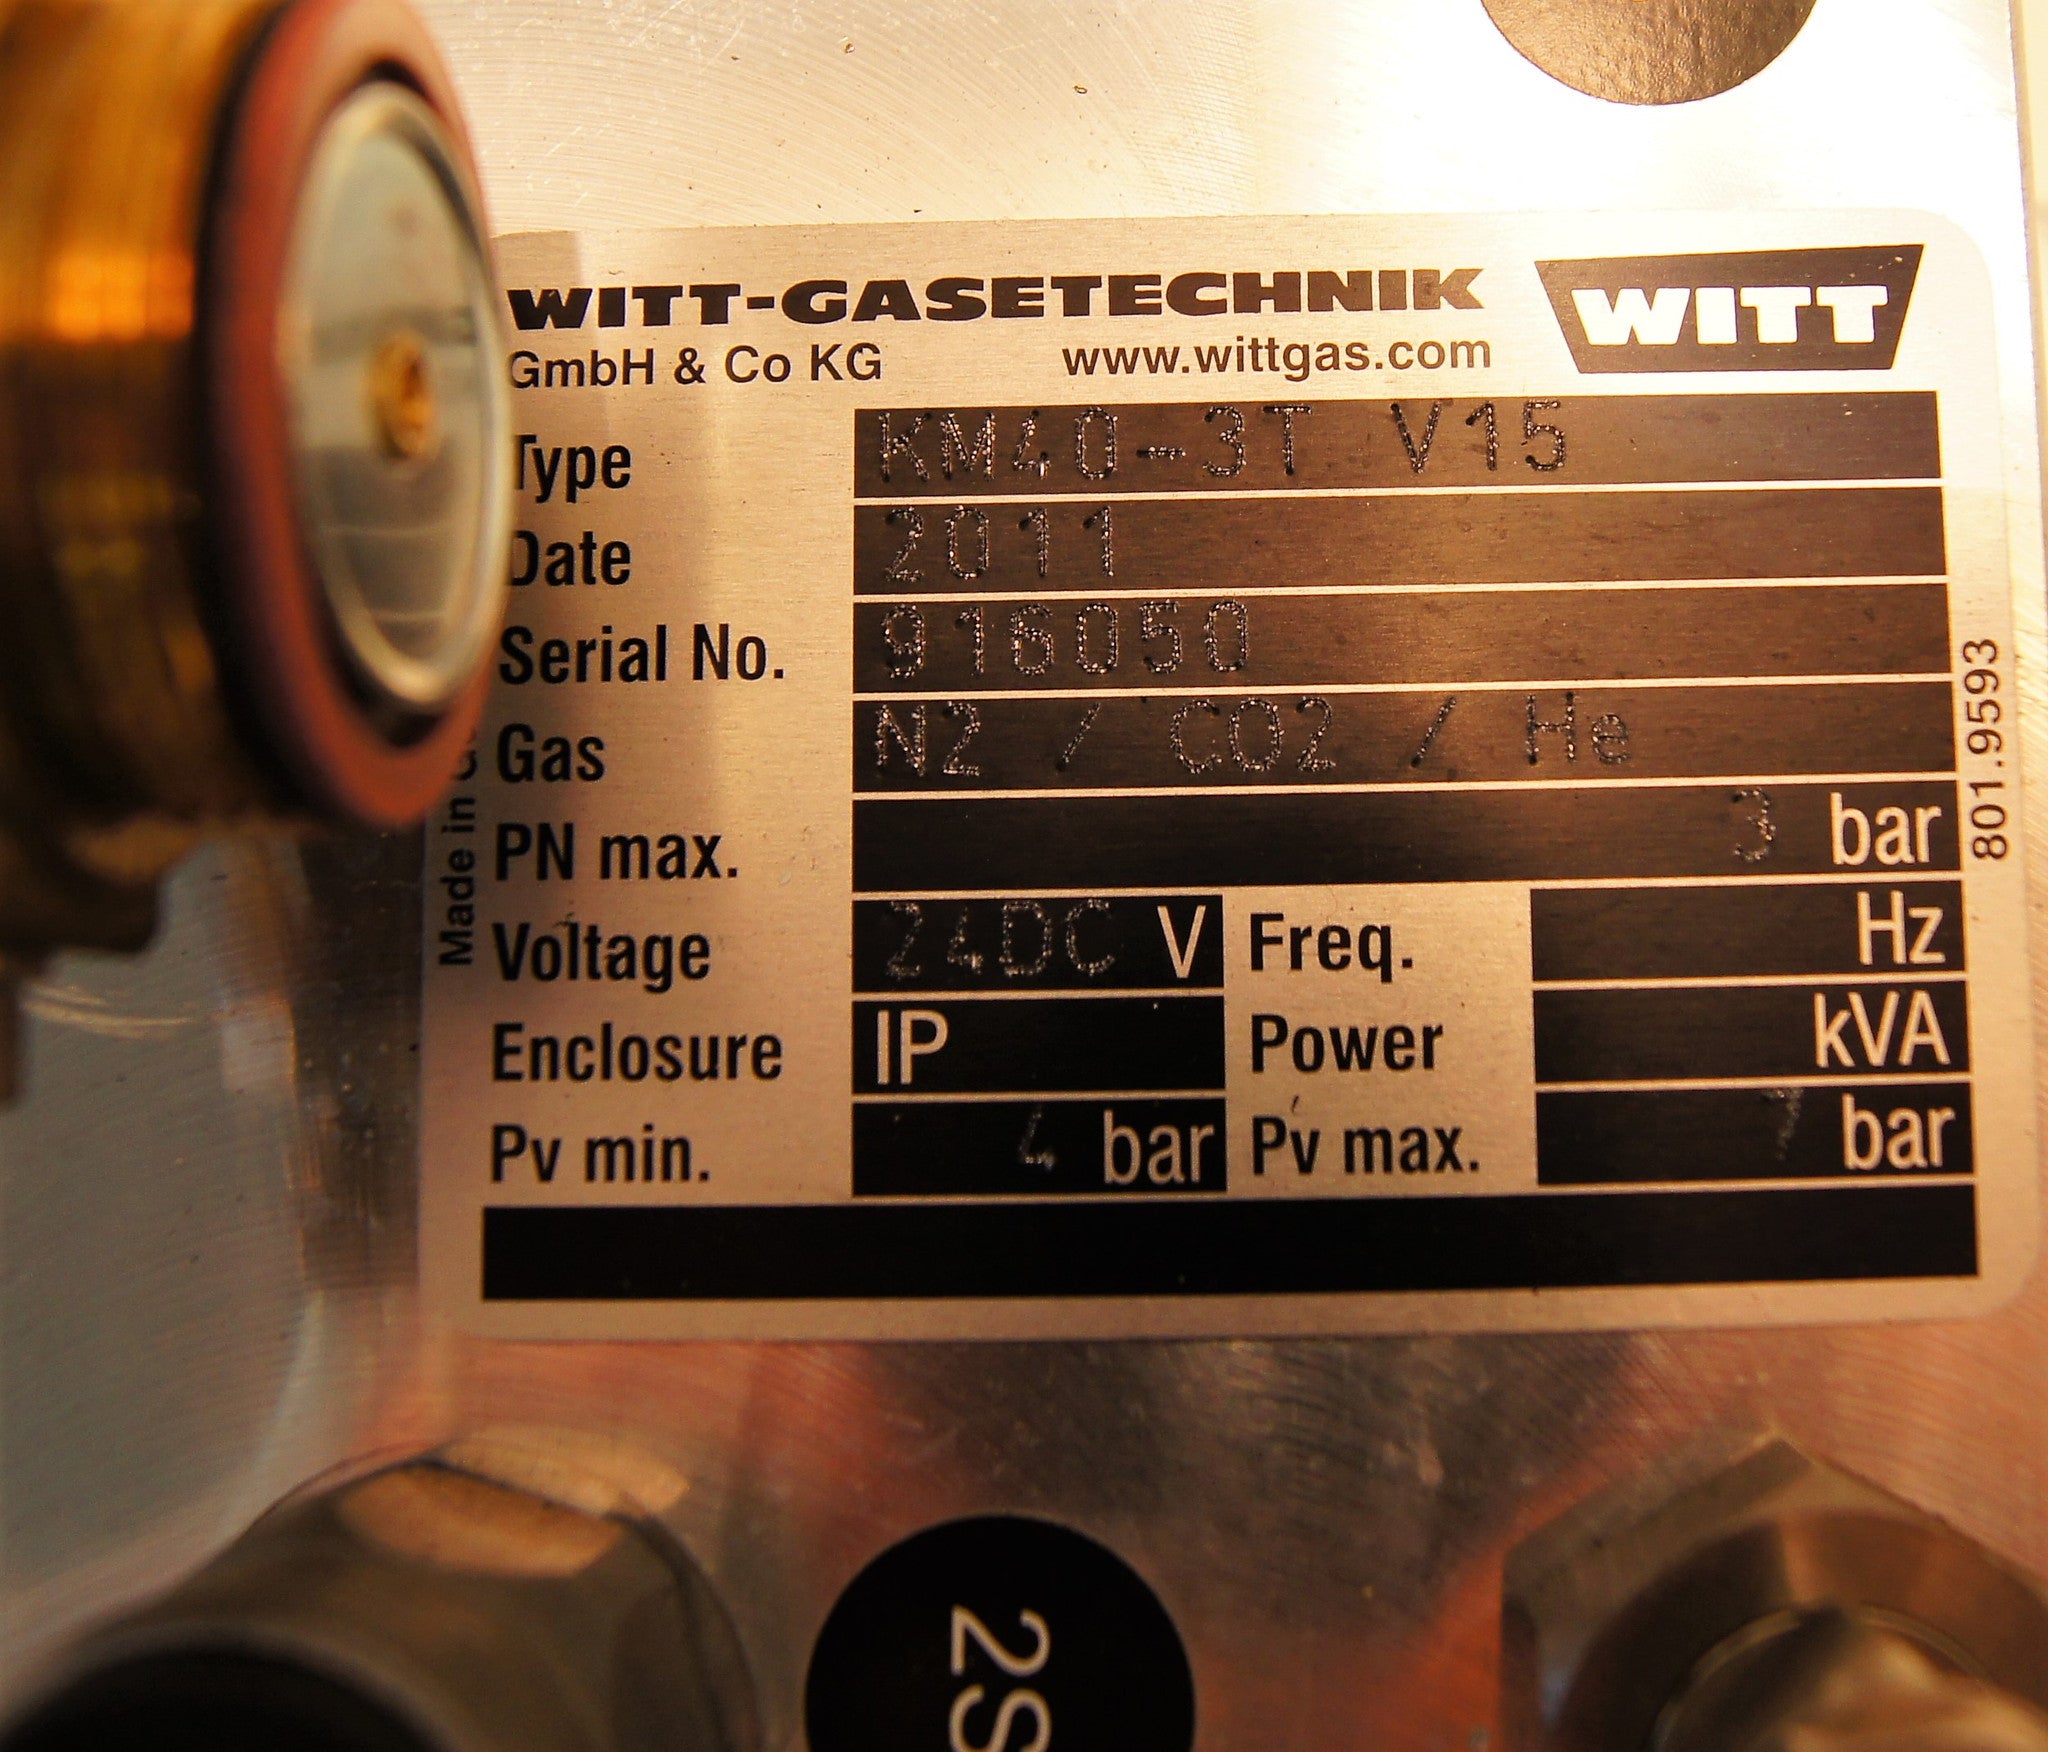 WITT-GASETECHNIK
WITT
GmbH & Co KG www.wittgas.com
Type KM40-3T V15
Date 2011
Serial No. 916050
Gas N2 / CO2 / He
PN max. 3 bar
Voltage 24DC V Freq. Hz
Enclosure IP Power kVA
Pv min. 4 bar Pv max. bar
Made in
801.9593
2S